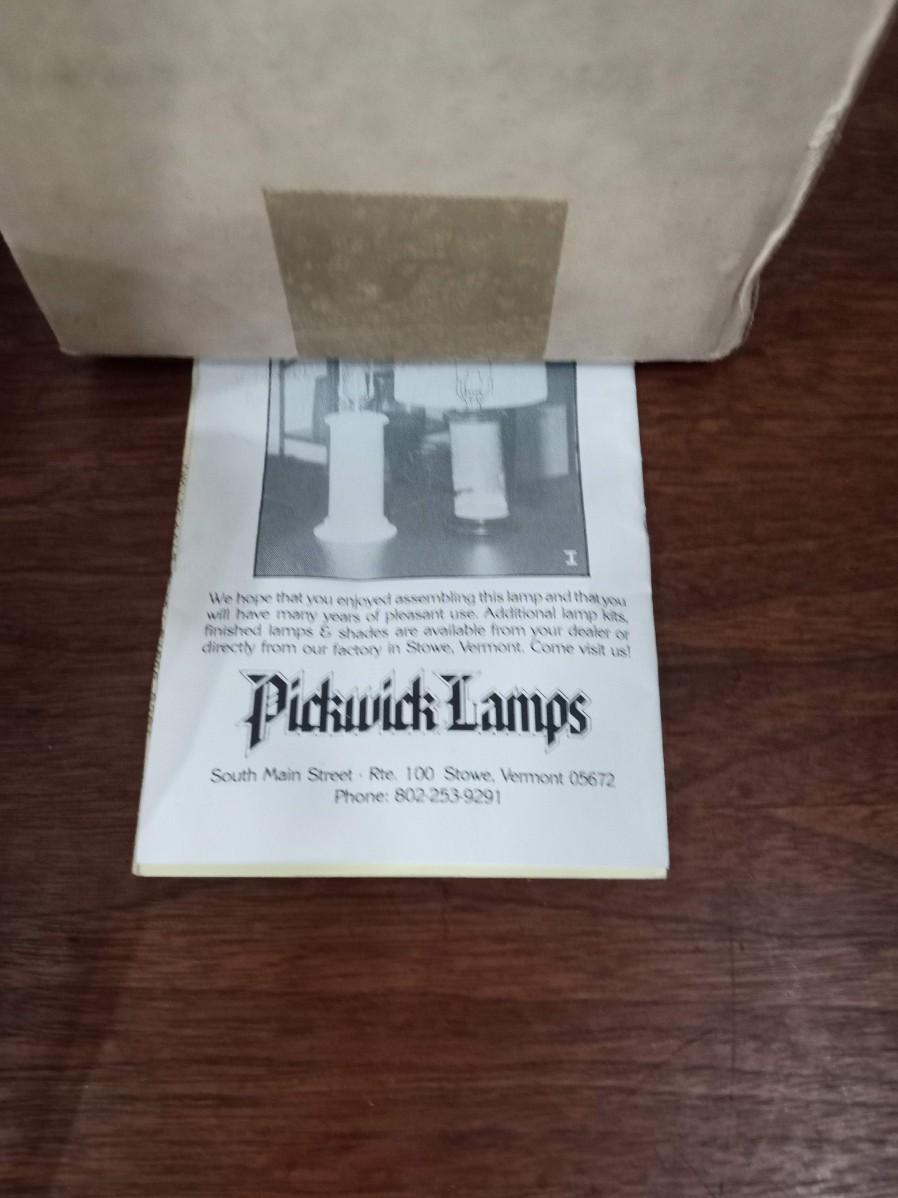 We hope that you enjoyed assembling this lamp and that you
will have many years of pleasant use. Additional lamp kits,
finished lamps & shades are available from your dealer or
directly from our factory in Stowe, Vermont. Come visit us!
Pickwick Lamps
South Main Street · Rte. 100 Stowe, Vermont 05672
Phone: 802-253-9291